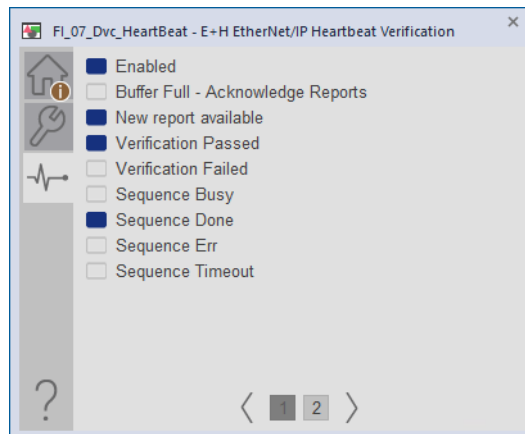 FI_07_Dvc_HeartBeat - E+H EtherNet/IP Heartbeat Verification
Enabled
Buffer Full - Acknowledge Reports
New report available
Verification Passed
Verification Failed
Sequence Busy
Sequence Done
Sequence Err
Sequence Timeout
? 1 2